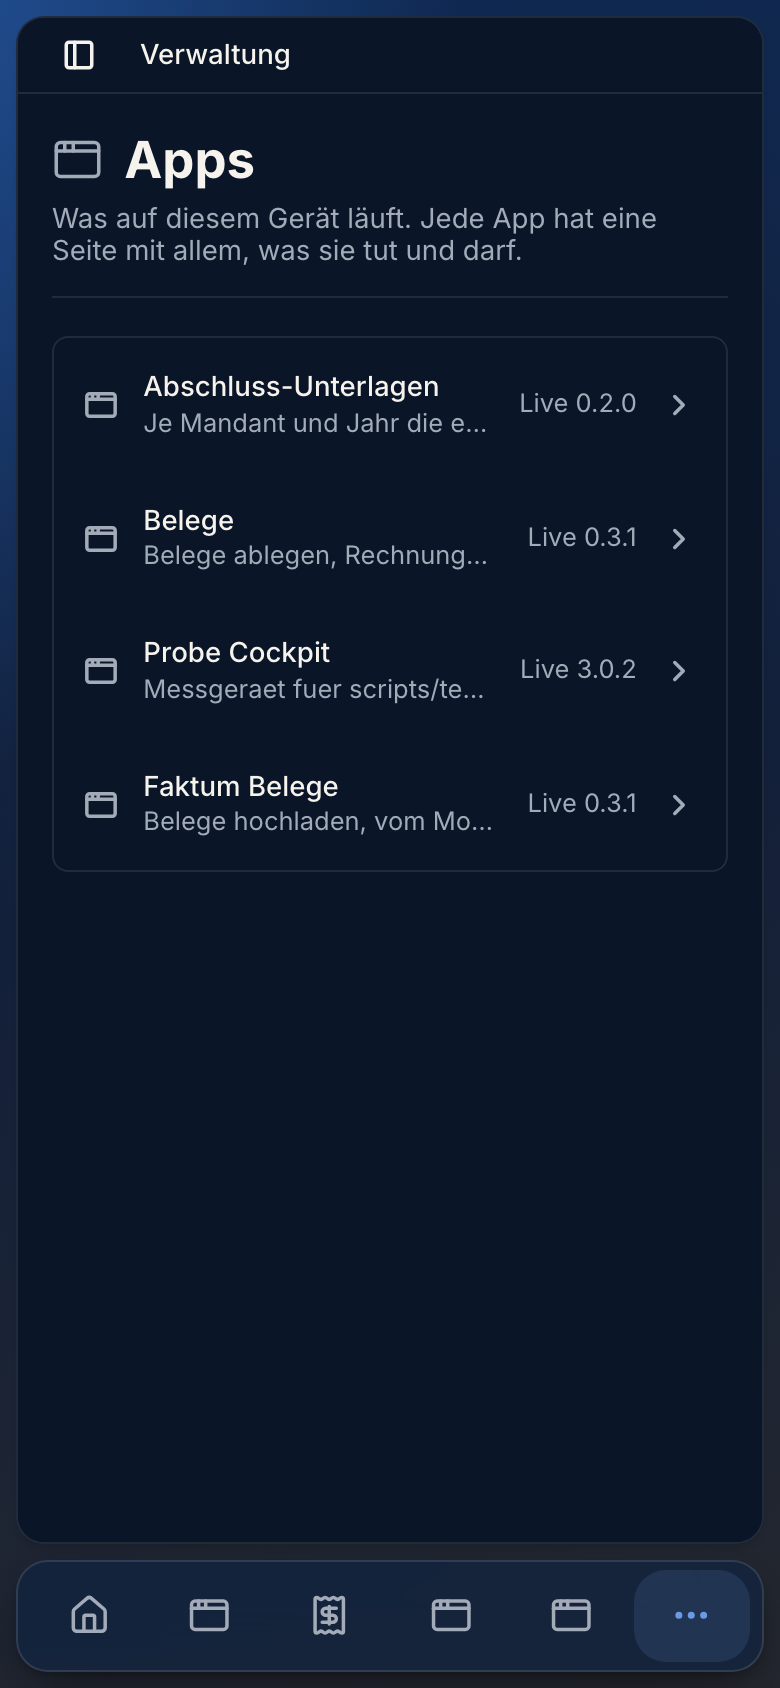 Verwaltung
Apps
Was auf diesem Gerät läuft. Jede App hat eine
Seite mit allem, was sie tut und darf.
Abschluss-Unterlagen
Je Mandant und Jahr die e...
Live 0.2.0
Belege
Belege ablegen, Rechnung...
Live 0.3.1
Probe Cockpit
Messgeraet fuer scripts/te...
Live 3.0.2
Faktum Belege
Belege hochladen, vom Mo...
Live 0.3.1